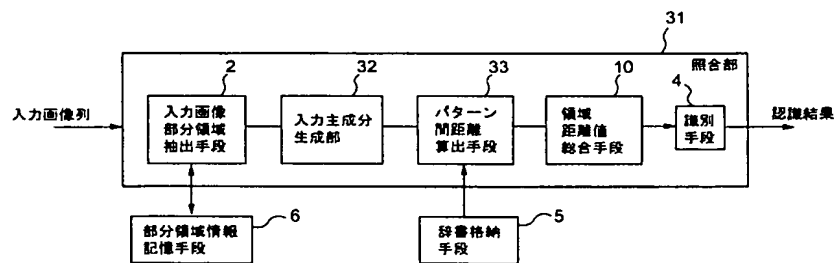 31
照合部
2
32
33
10
4
入力画像列
入力画像
部分領域
抽出手段
入力主成分
生成部
パターン
間距離
算出手段
領域
距離値
総合手段
識別
手段
認識結果
部分領域情報
記憶手段
6
辞書格納
手段
5